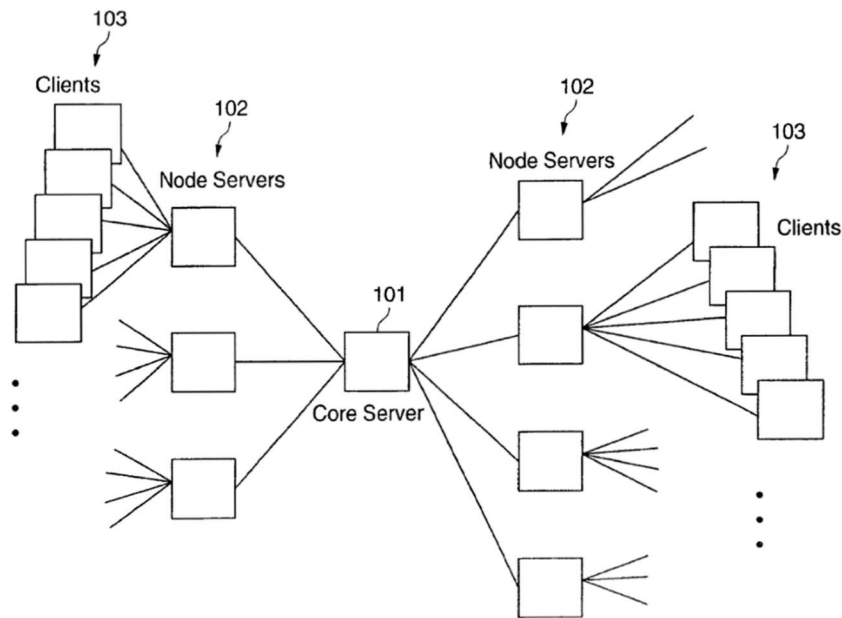 103
Clients
102
Node Servers
102
Node Servers
103
Clients
101
Core Server